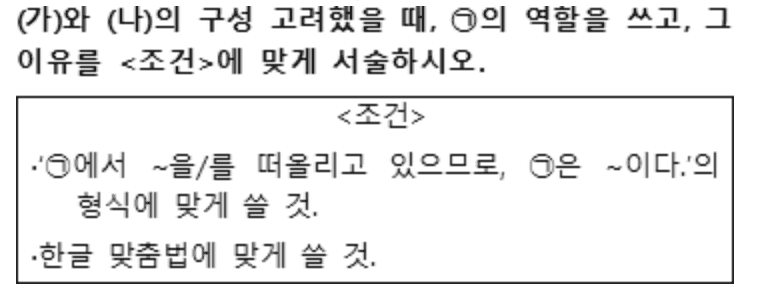 (가)와 (나)의 구성 고려했을 때, ㉠의 역할을 쓰고, 그
이유를 <조건>에 맞게 서술하시오.
<조건>
·'㉠에서 ~을/를 떠올리고 있으므로, ㉠은 ~이다.'의
형식에 맞게 쓸 것.
·한글 맞춤법에 맞게 쓸 것.